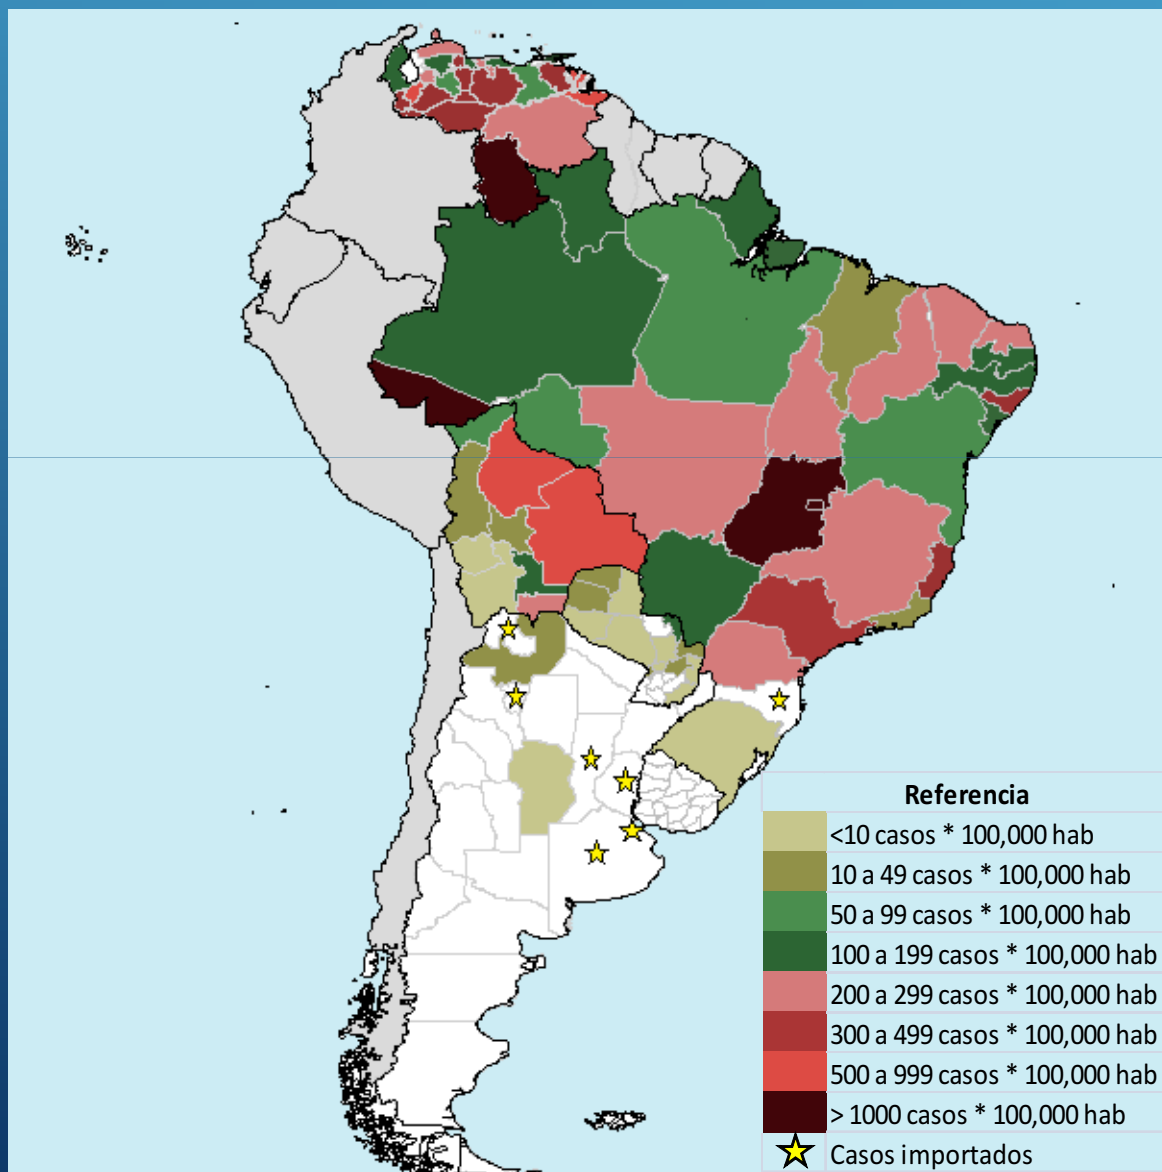 Referencia
<10 casos * 100,000 hab
10 a 49 casos * 100,000 hab
50 a 99 casos * 100,000 hab
100 a 199 casos * 100,000 hab
200 a 299 casos * 100,000 hab
300 a 499 casos * 100,000 hab
500 a 999 casos * 100,000 hab
> 1000 casos * 100,000 hab
Casos importados